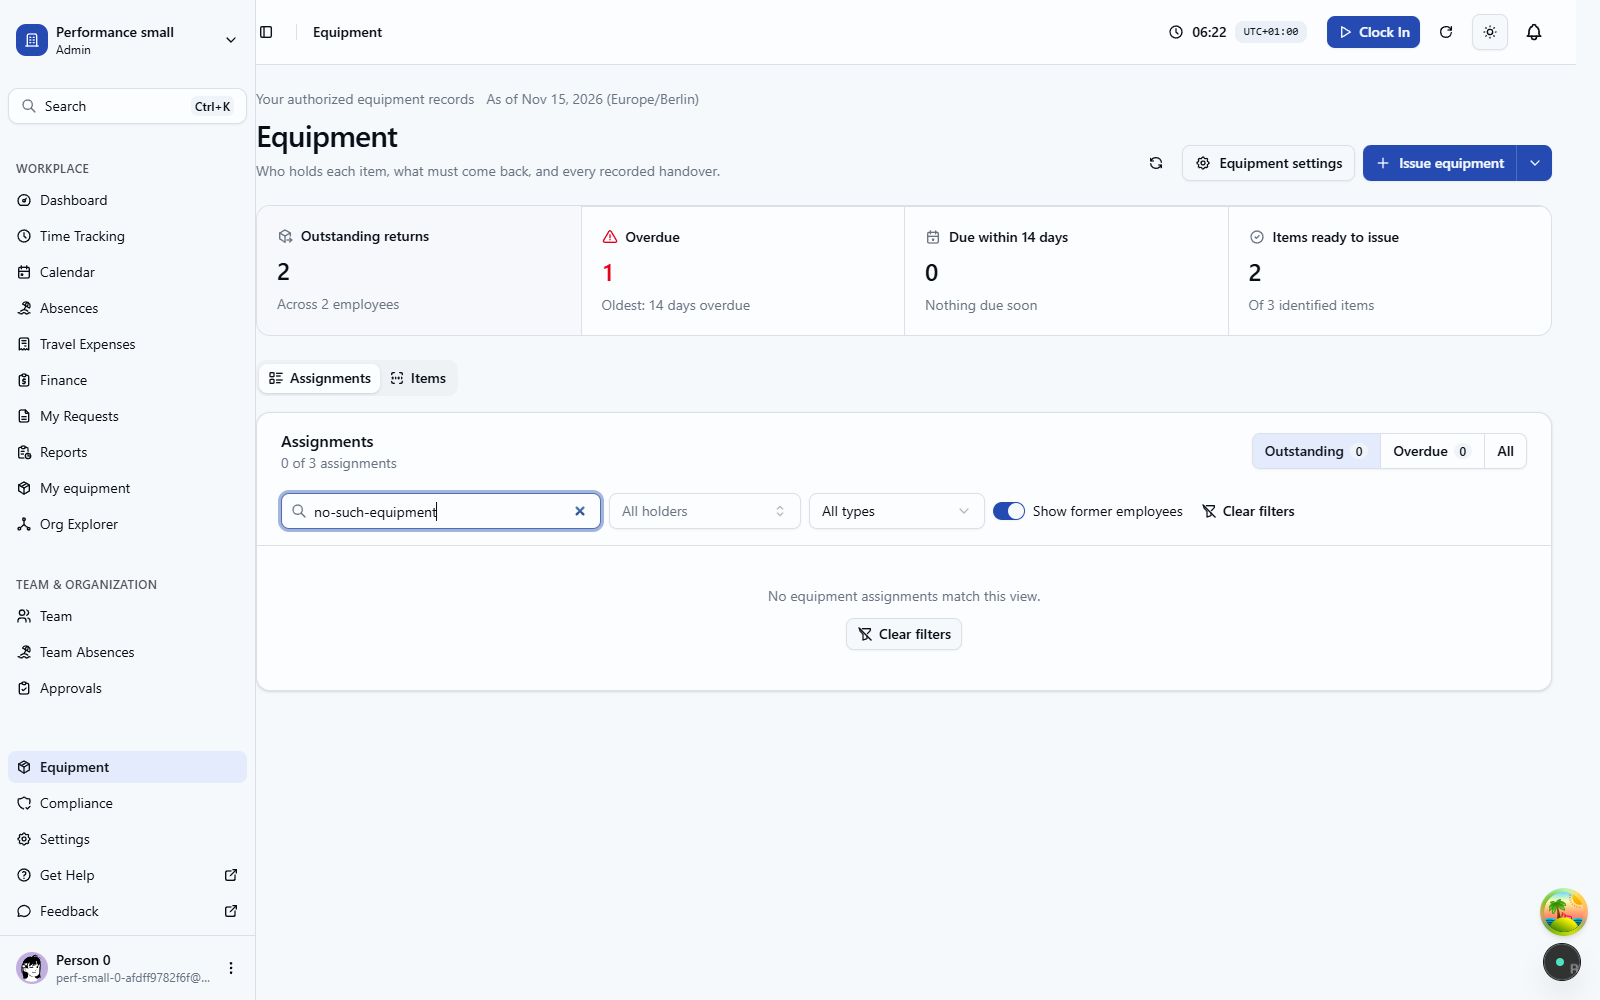 Performance small
Admin
Search
Ctrl+K
WORKPLACE
Dashboard
Time Tracking
Calendar
Absences
Travel Expenses
Finance
My Requests
Reports
My equipment
Org Explorer
TEAM & ORGANIZATION
Team
Team Absences
Approvals
Equipment
Compliance
Settings
Get Help
Feedback
Person 0
perf-small-0-afdff9782f6f@...
Equipment
06:22 UTC+01:00
Clock In
Your authorized equipment records As of Nov 15, 2026 (Europe/Berlin)
Equipment
Who holds each item, what must come back, and every recorded handover.
Equipment settings
Issue equipment
Outstanding returns
2
Across 2 employees
Overdue
1
Oldest: 14 days overdue
Due within 14 days
0
Nothing due soon
Items ready to issue
2
Of 3 identified items
Assignments
Items
Assignments
0 of 3 assignments
Outstanding 0
Overdue 0
All
no-such-equipment
All holders
All types
Show former employees
Clear filters
No equipment assignments match this view.
Clear filters